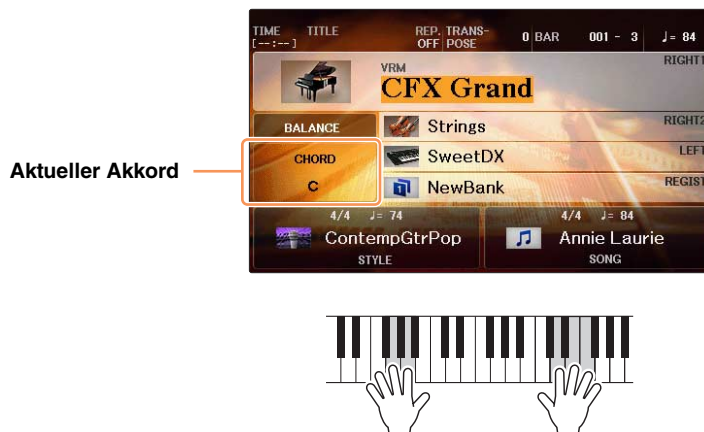 TIME TITLE REP. TRANS-
[--:--] OFF POSE 0 BAR 001 - 3 ♩= 84
RIGHT1
VRM
CFX Grand
BALANCE Strings RIGHT2
CHORD SweetDX LEFT
C NewBank REGIST
Aktueller Akkord
4/4 ♩= 74 4/4 ♩= 84
ContempGtrPop Annie Laurie
STYLE SONG